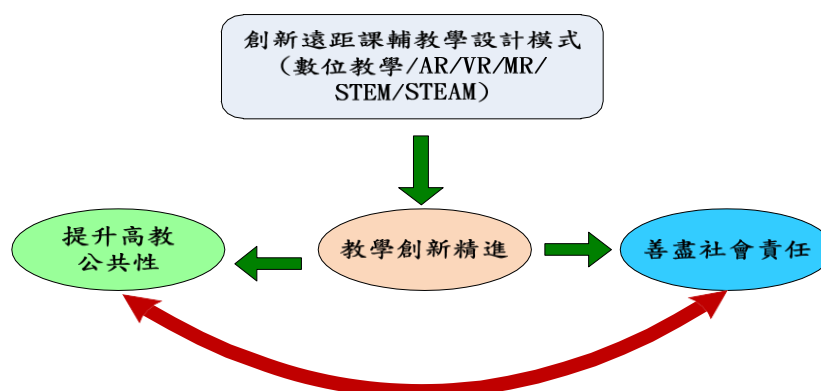 創新遠距課輔教學設計模式
（數位教學/AR/VR/MR/
STEM/STEAM）
提升高教
公共性
教學創新精進
善盡社會責任